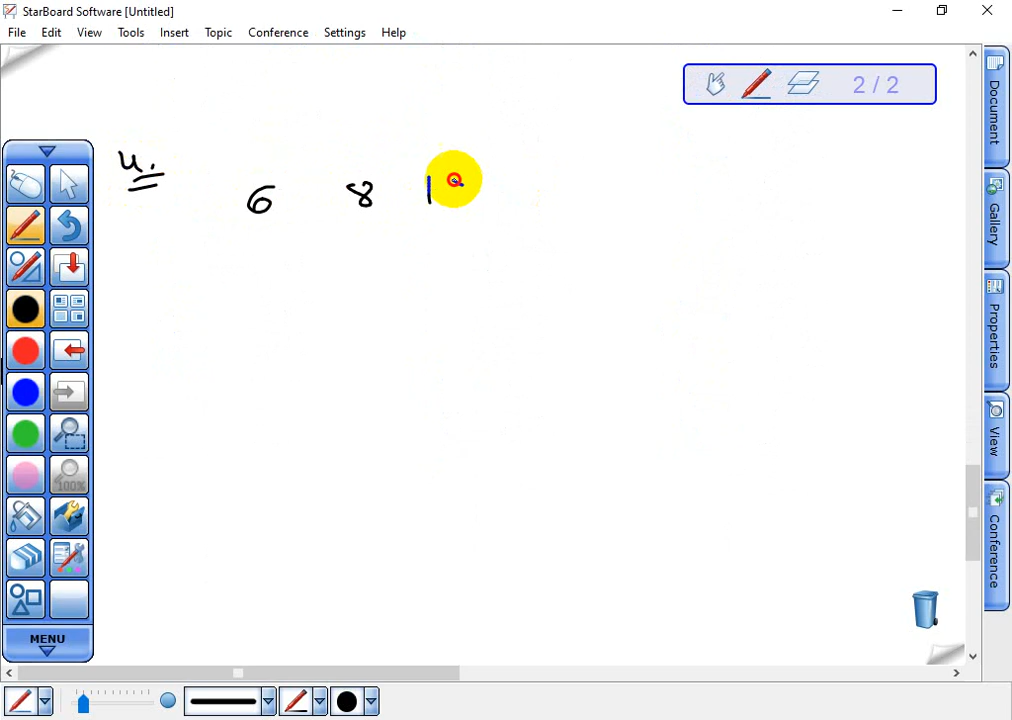 StarBoard Software [Untitled]
File Edit View Tools Insert Topic Conference Settings Help
2 / 2
Document
Gallery
Properties
View
Conference
6 8 1
100%
MENU